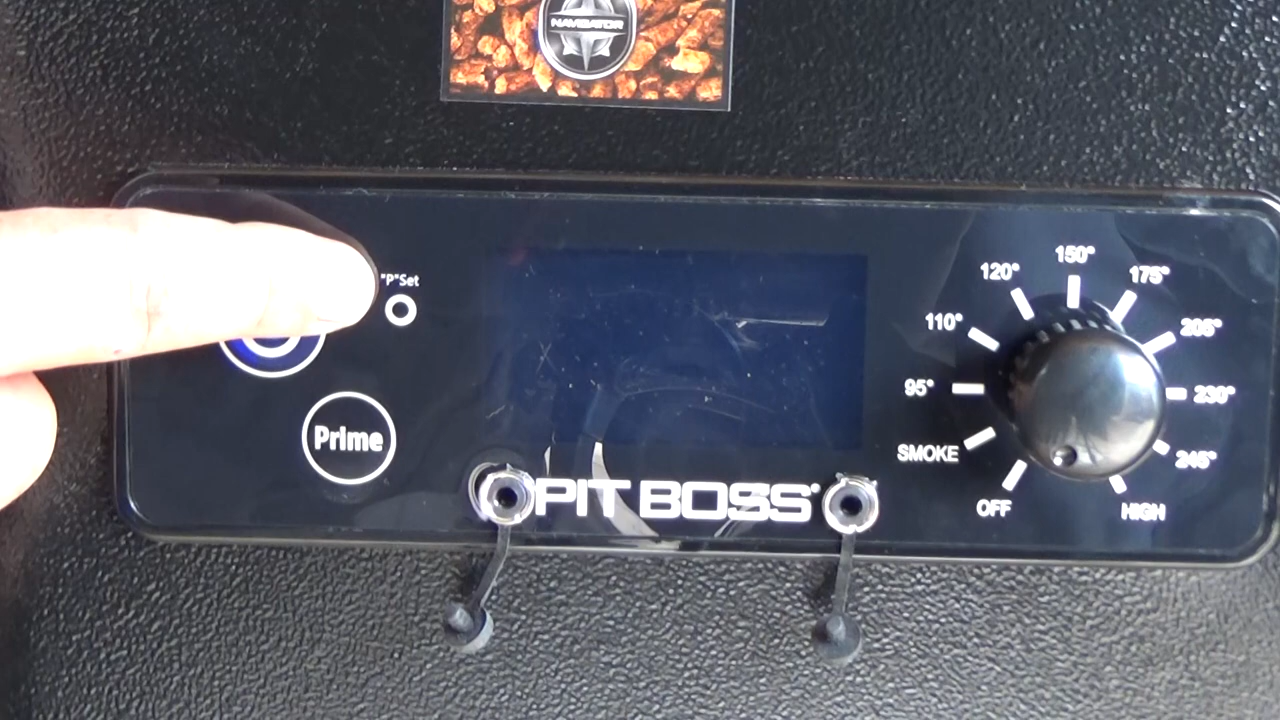 NAVIGATOR
"P"Set
Prime
PIT BOSS
OFF
SMOKE
95°
110°
120°
150°
175°
205°
230°
245°
HIGH